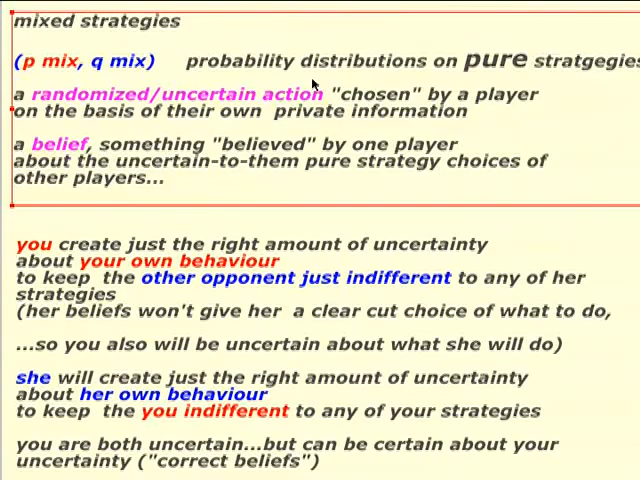 mixed strategies
(p mix, q mix) probability distributions on pure stratgegies
a randomized/uncertain action "chosen" by a player
on the basis of their own private information
a belief, something "believed" by one player
about the uncertain-to-them pure strategy choices of
other players...
you create just the right amount of uncertainty
about your own behaviour
to keep the other opponent just indifferent to any of her
strategies
(her beliefs won't give her a clear cut choice of what to do,
...so you also will be uncertain about what she will do)
she will create just the right amount of uncertainty
about her own behaviour
to keep the you indifferent to any of your strategies
you are both uncertain...but can be certain about your
uncertainty ("correct beliefs")